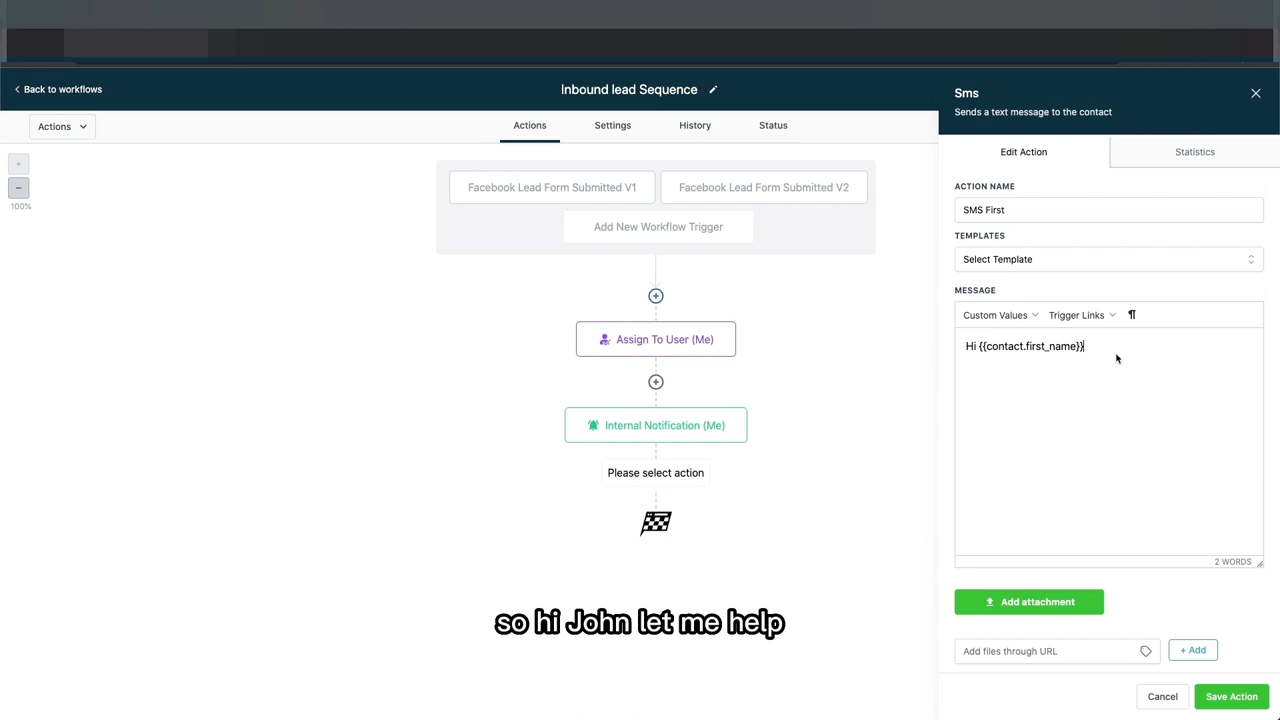 Back to workflows
Inbound lead Sequence
Actions
Actions
Settings
History
Status
100%
Facebook Lead Form Submitted V1
Facebook Lead Form Submitted V2
Add New Workflow Trigger
Assign To User (Me)
Internal Notification (Me)
Please select action
so hi John let me help
Sms
Sends a text message to the contact
Edit Action
Statistics
ACTION NAME
SMS First
TEMPLATES
Select Template
MESSAGE
Custom Values
Trigger Links
Hi {{contact.first_name}}
2 WORDS
Add attachment
Add files through URL
+ Add
Cancel
Save Action